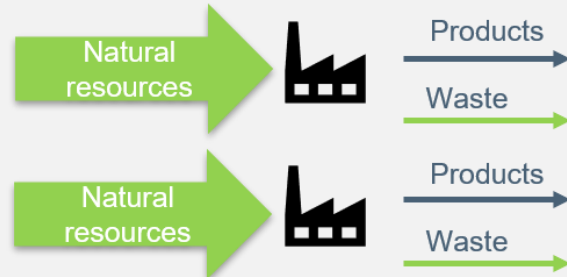 Natural
resources
Products
Waste
Natural
resources
Products
Waste